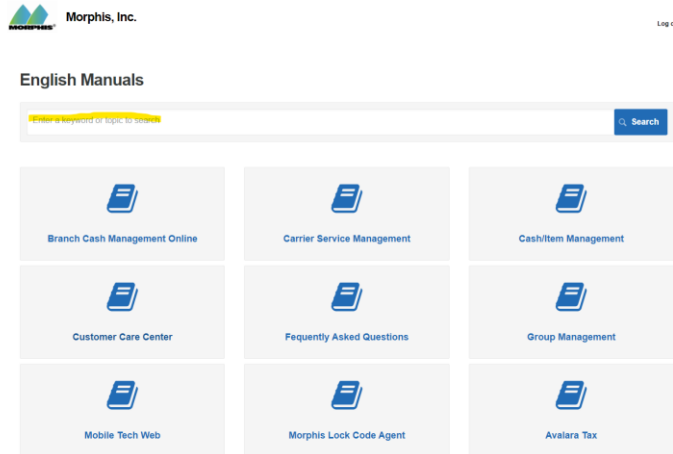 Morphis, Inc.
MORPHIS
Log
English Manuals
Enter a keyword or topic to search
Search
Branch Cash Management Online
Carrier Service Management
Cash/Item Management
Customer Care Center
Fequently Asked Questions
Group Management
Mobile Tech Web
Morphis Lock Code Agent
Avalara Tax